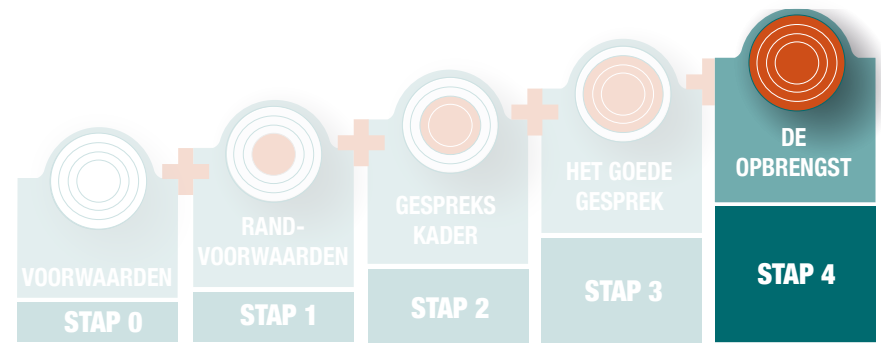 VOORWAARDEN
STAP 0
RAND-
VOORWAARDEN
STAP 1
GESPREKS
KADER
STAP 2
HET GOEDE
GESPREK
STAP 3
DE
OPBRENGST
STAP 4